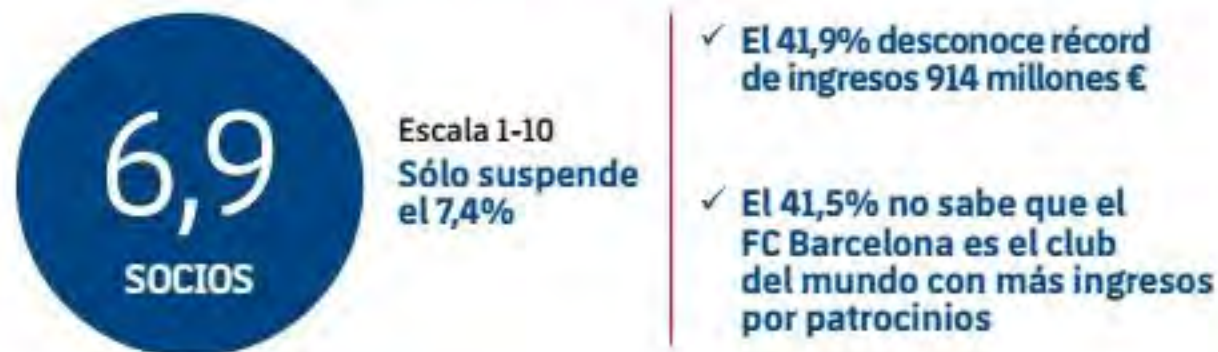 6,9
SOCIOS
Escala 1-10
Sólo suspende
el 7,4%
✓ El 41,9% desconoce récord
de ingresos 914 millones €
✓ El 41,5% no sabe que el
FC Barcelona es el club
del mundo con más ingresos
por patrocinios